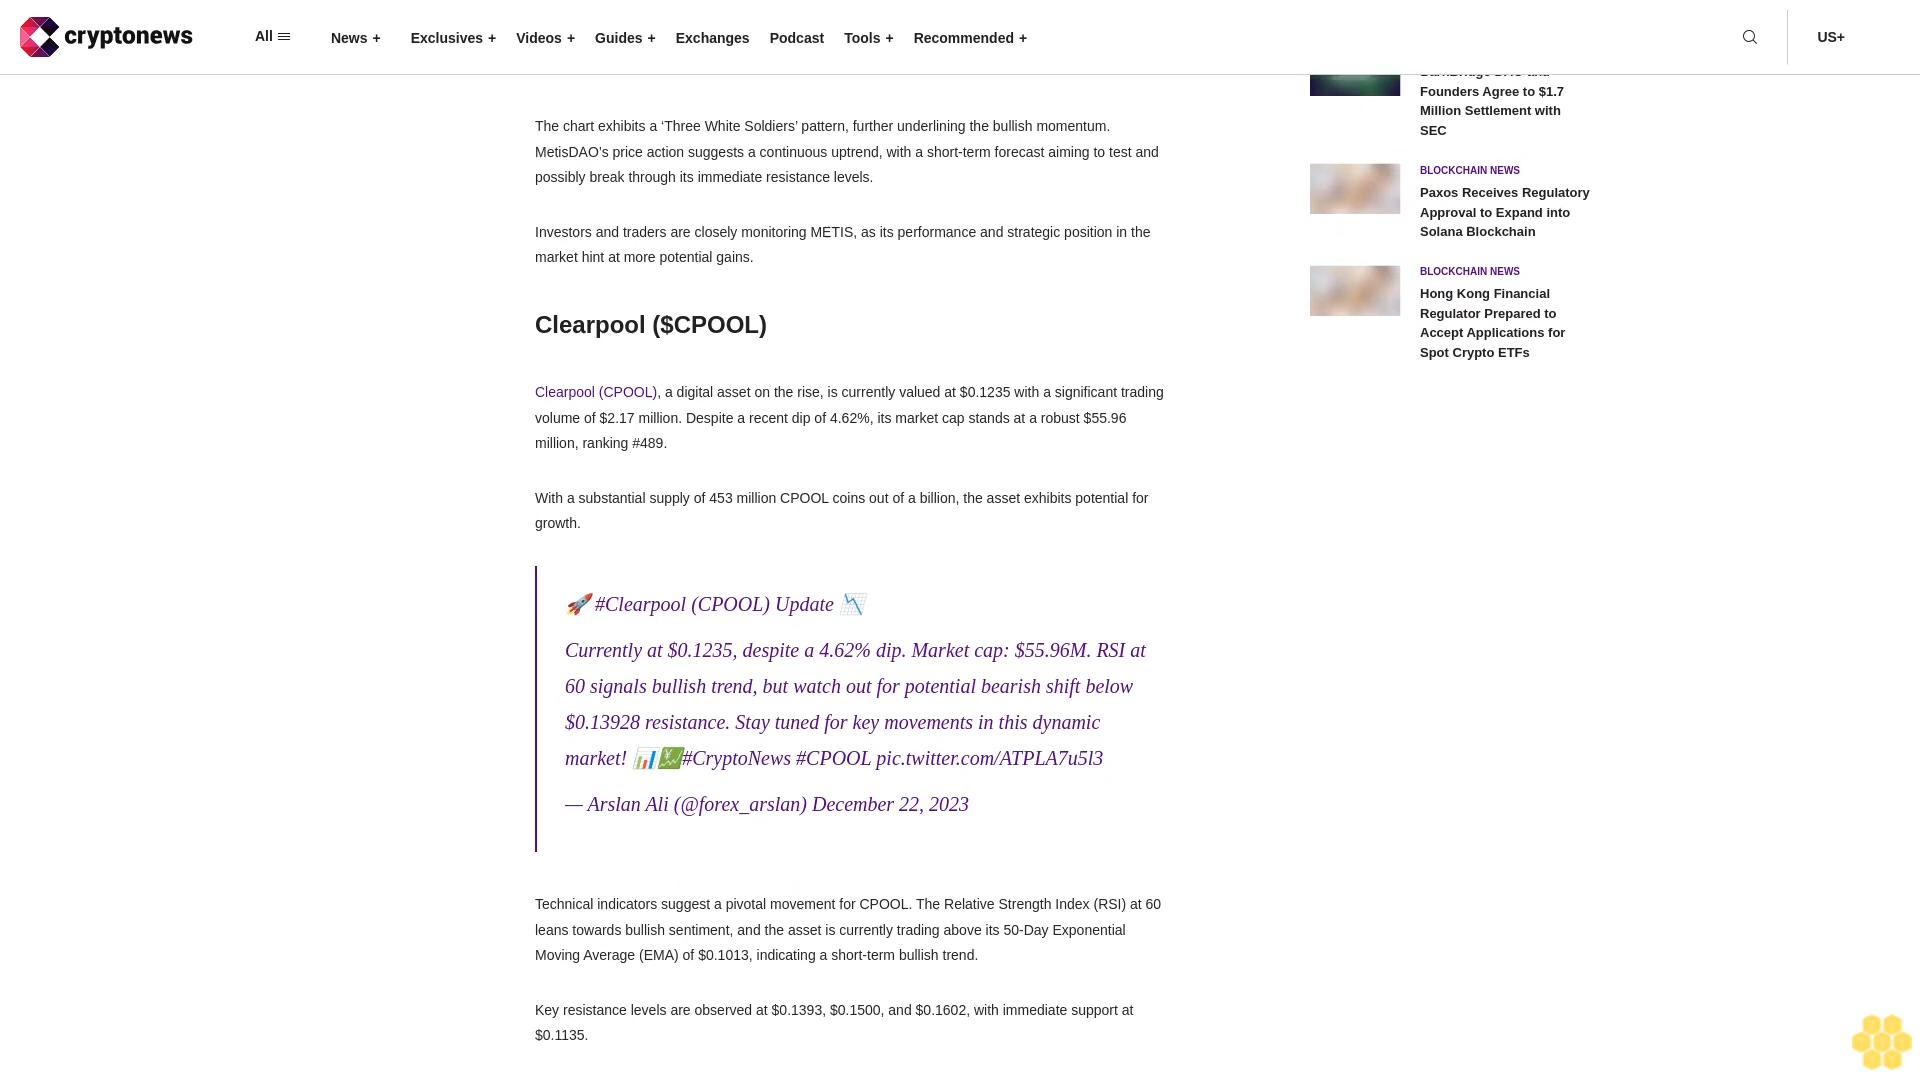 cryptonews
All
News +
Exclusives +
Videos +
Guides +
Exchanges
Podcast
Tools +
Recommended +
US+
The chart exhibits a ‘Three White Soldiers’ pattern, further underlining the bullish momentum.
MetisDAO’s price action suggests a continuous uptrend, with a short-term forecast aiming to test and
possibly break through its immediate resistance levels.
Investors and traders are closely monitoring METIS, as its performance and strategic position in the
market hint at more potential gains.
Clearpool ($CPOOL)
Clearpool (CPOOL), a digital asset on the rise, is currently valued at $0.1235 with a significant trading
volume of $2.17 million. Despite a recent dip of 4.62%, its market cap stands at a robust $55.96
million, ranking #489.
With a substantial supply of 453 million CPOOL coins out of a billion, the asset exhibits potential for
growth.
🚀#Clearpool (CPOOL) Update 📉
Currently at $0.1235, despite a 4.62% dip. Market cap: $55.96M. RSI at
60 signals bullish trend, but watch out for potential bearish shift below
$0.13928 resistance. Stay tuned for key movements in this dynamic
market! 📊💹#CryptoNews #CPOOL pic.twitter.com/ATPLA7u5l3
— Arslan Ali (@forex_arslan) December 22, 2023
Technical indicators suggest a pivotal movement for CPOOL. The Relative Strength Index (RSI) at 60
leans towards bullish sentiment, and the asset is currently trading above its 50-Day Exponential
Moving Average (EMA) of $0.1013, indicating a short-term bullish trend.
Key resistance levels are observed at $0.1393, $0.1500, and $0.1602, with immediate support at
$0.1135.
Founders Agree to $1.7
Million Settlement with
SEC
BLOCKCHAIN NEWS
Paxos Receives Regulatory
Approval to Expand into
Solana Blockchain
BLOCKCHAIN NEWS
Hong Kong Financial
Regulator Prepared to
Accept Applications for
Spot Crypto ETFs